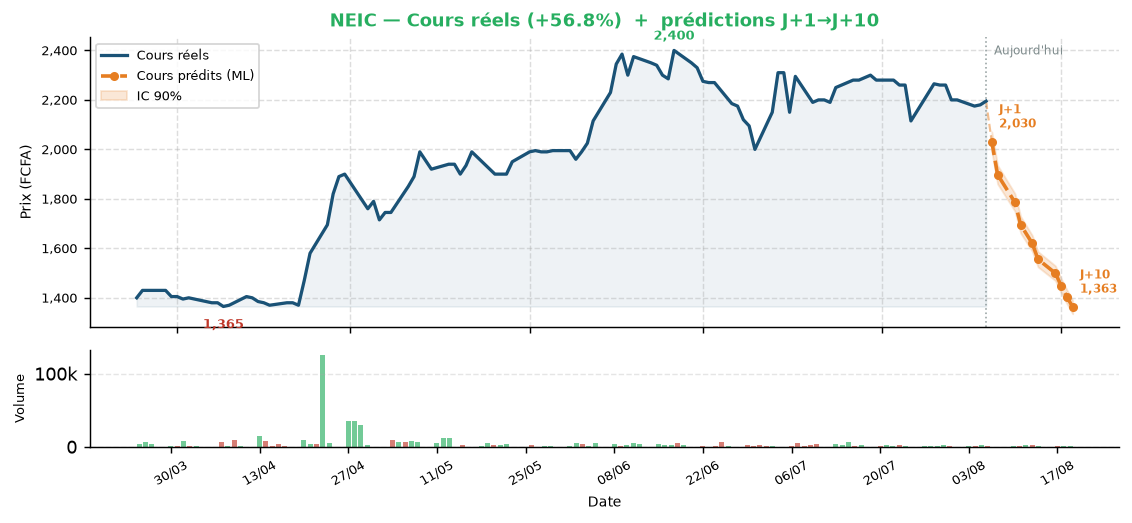 NEIC — Cours réels (+56.8%) + prédictions J+1→J+10
2,400
Aujourd'hui
Cours réels
Cours prédits (ML)
IC 90%
Prix (FCFA)
2,400
2,200
2,000
1,800
1,600
1,400
J+1
2,030
J+10
1,363
1,365
Volume
100k
0
30/03
13/04
27/04
11/05
25/05
08/06
22/06
06/07
20/07
03/08
17/08
Date